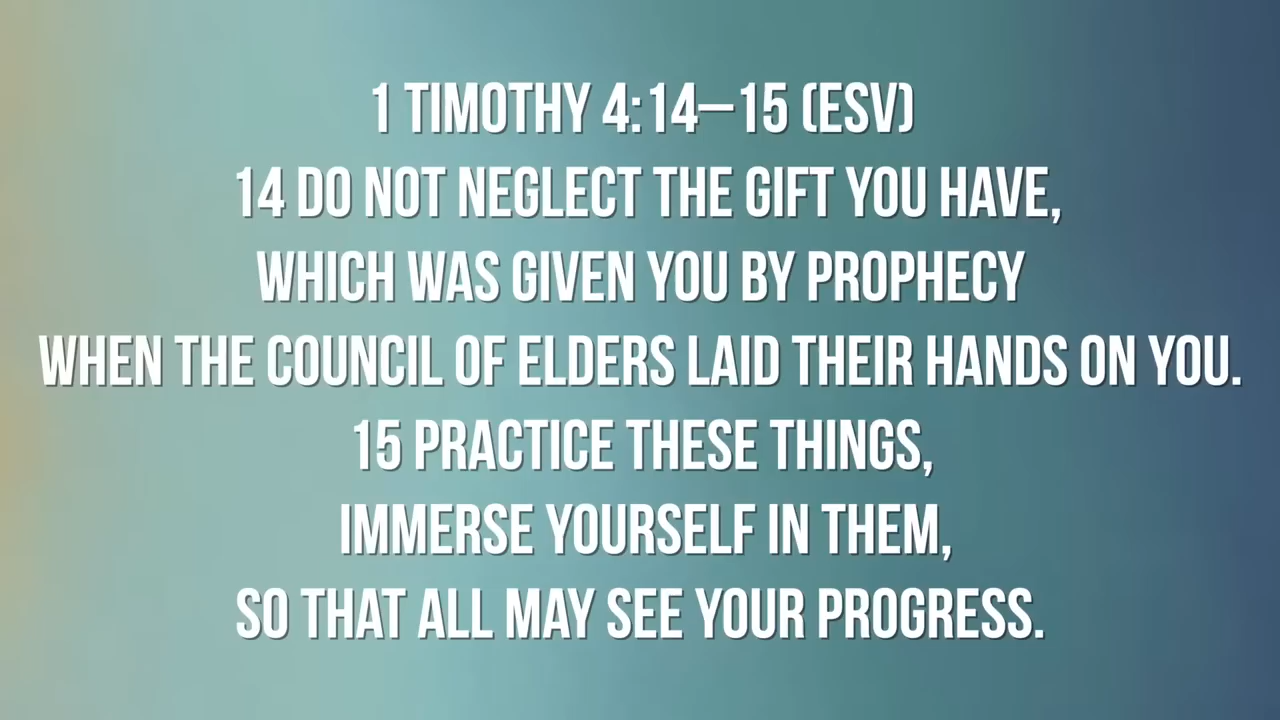 1 TIMOTHY 4:14–15 (ESV)
14 DO NOT NEGLECT THE GIFT YOU HAVE,
WHICH WAS GIVEN YOU BY PROPHECY
WHEN THE COUNCIL OF ELDERS LAID THEIR HANDS ON YOU.
15 PRACTICE THESE THINGS,
IMMERSE YOURSELF IN THEM,
SO THAT ALL MAY SEE YOUR PROGRESS.